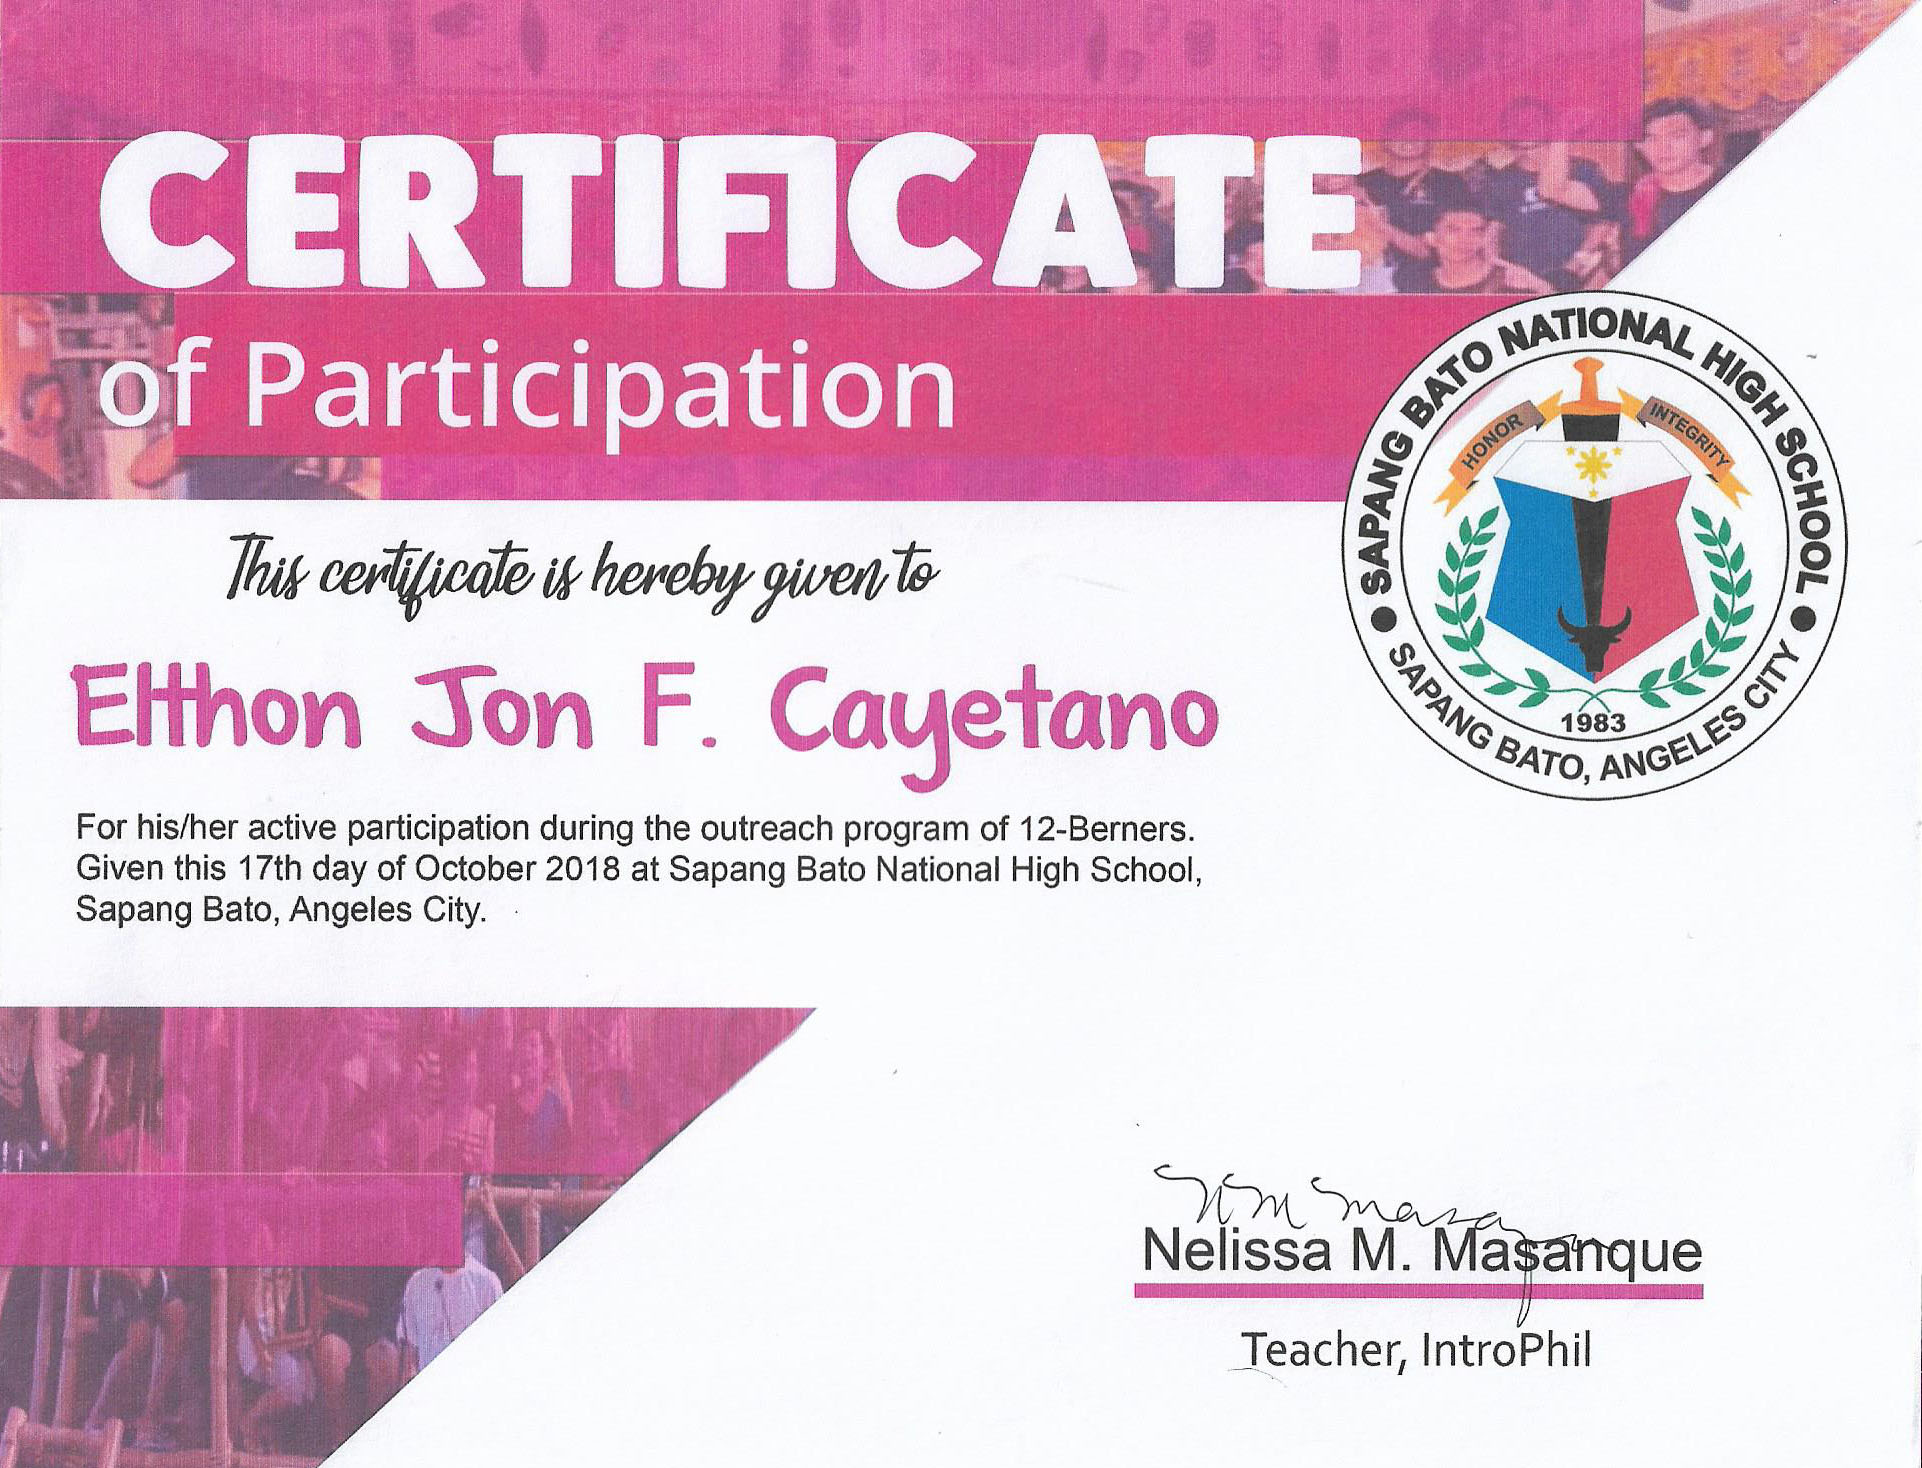 CERTIFICATE
of Participation
SAPANG BATO NATIONAL HIGH SCHOOL
HONOR
INTEGRITY
1983
SAPANG BATO, ANGELES CITY
This certificate is hereby given to
Elthon Jon F. Cayetano
For his/her active participation during the outreach program of 12-Berners.
Given this 17th day of October 2018 at Sapang Bato National High School,
Sapang Bato, Angeles City.
Nelissa M. Masanque
Teacher, IntroPhil